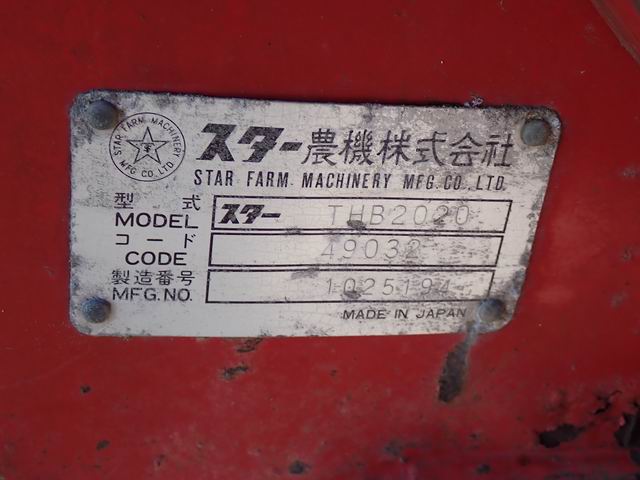 STAR FARM MACHINERY MFG CO., LTD
スター農機株式会社
STAR FARM MACHINERY MFG. CO., LTD.
型式 スター THB2020
MODEL
コード 49032
CODE
製造番号 1025194
MFG. NO.
MADE IN JAPAN